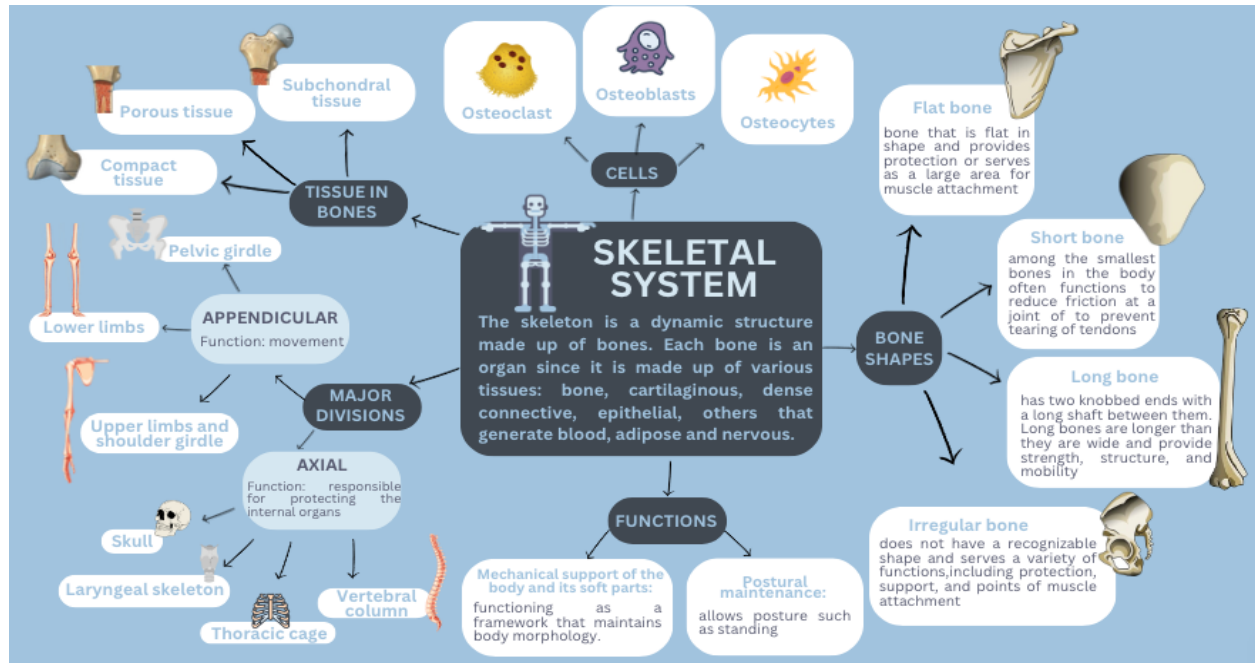 SKELETAL
SYSTEM
The skeleton is a dynamic structure
made up of bones. Each bone is an
organ since it is made up of various
tissues: bone, cartilaginous, dense
connective, epithelial, others that
generate blood, adipose and nervous.
TISSUE IN
BONES
Subchondral
tissue
Porous tissue
Compact
tissue
CELLS
Osteoclast
Osteoblasts
Osteocytes
BONE
SHAPES
Flat bone
bone that is flat in
shape and provides
protection or serves
as a large area for
muscle attachment
Short bone
among the smallest
bones in the body
often functions to
reduce friction at a
joint of to prevent
tearing of tendons
Long bone
has two knobbed ends with
a long shaft between them.
Long bones are longer than
they are wide and provide
strength, structure, and
mobility
Irregular bone
does not have a recognizable
shape and serves a variety of
functions,including protection,
support, and points of muscle
attachment
MAJOR
DIVISIONS
APPENDICULAR
Function: movement
Pelvic girdle
Lower limbs
Upper limbs and
shoulder girdle
AXIAL
Function: responsible
for protecting the
internal organs
Skull
Laryngeal skeleton
Thoracic cage
Vertebral
column
FUNCTIONS
Mechanical support of the
body and its soft parts:
functioning as a
framework that maintains
body morphology.
Postural
maintenance:
allows posture such
as standing